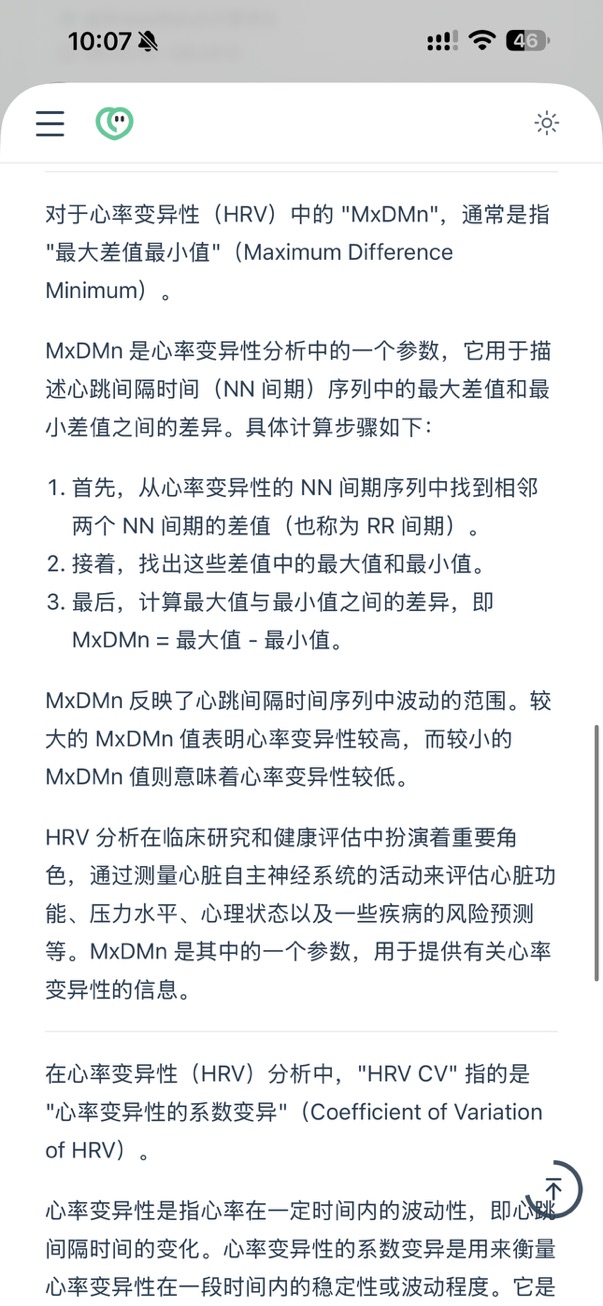 10:07
46
对于心率变异性（HRV）中的 "MxDMn"，通常是指
"最大差值最小值"（Maximum Difference
Minimum）。
MxDMn 是心率变异性分析中的一个参数，它用于描
述心跳间隔时间（NN 间期）序列中的最大差值和最
小差值之间的差异。具体计算步骤如下：
1. 首先，从心率变异性的 NN 间期序列中找到相邻
两个 NN 间期的差值（也称为 RR 间期）。
2. 接着，找出这些差值中的最大值和最小值。
3. 最后，计算最大值与最小值之间的差异，即
MxDMn = 最大值 - 最小值。
MxDMn 反映了心跳间隔时间序列中波动的范围。较
大的 MxDMn 值表明心率变异性较高，而较小的
MxDMn 值则意味着心率变异性较低。
HRV 分析在临床研究和健康评估中扮演着重要角
色，通过测量心脏自主神经系统的活动来评估心脏功
能、压力水平、心理状态以及一些疾病的风险预测
等。MxDMn 是其中的一个参数，用于提供有关心率
变异性的信息。
在心率变异性（HRV）分析中，"HRV CV" 指的是
"心率变异性的系数变异"（Coefficient of Variation
of HRV）。
心率变异性是指心率在一定时间内的波动性，即心跳
间隔时间的变化。心率变异性的系数变异是用来衡量
心率变异性在一段时间内的稳定性或波动程度。它是